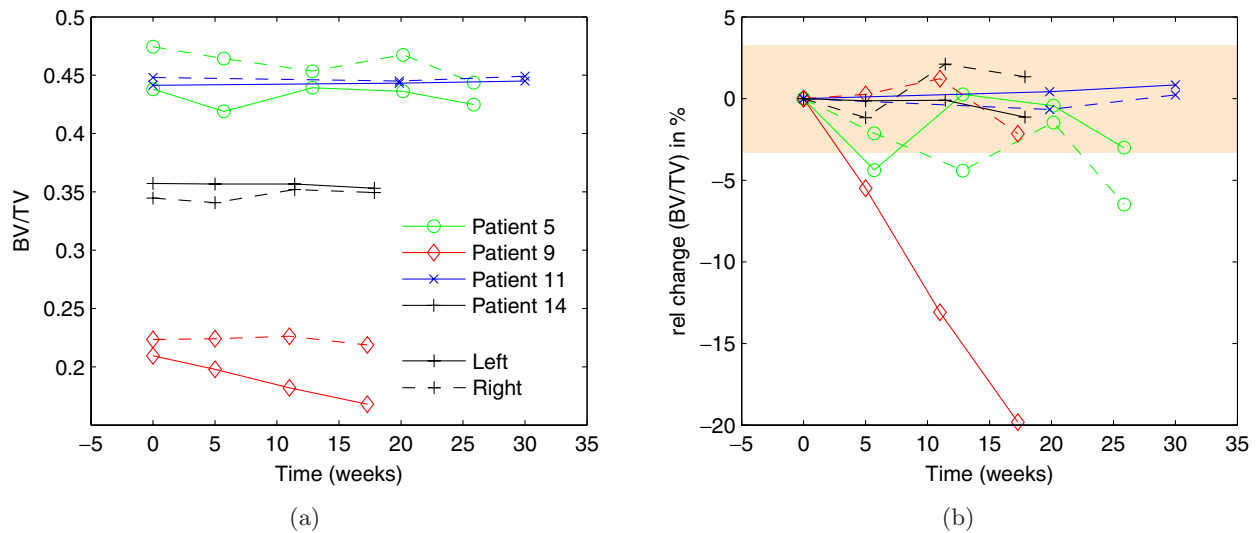 0.5
0.45
0.4
0.35
0.3
0.25
0.2
BV/TV
−5 0 5 10 15 20 25 30 35
Time (weeks)
Patient 5
Patient 9
Patient 11
Patient 14
Left
Right
(a)
5
0
−5
−10
−15
−20
rel change (BV/TV) in %
−5 0 5 10 15 20 25 30 35
Time (weeks)
(b)